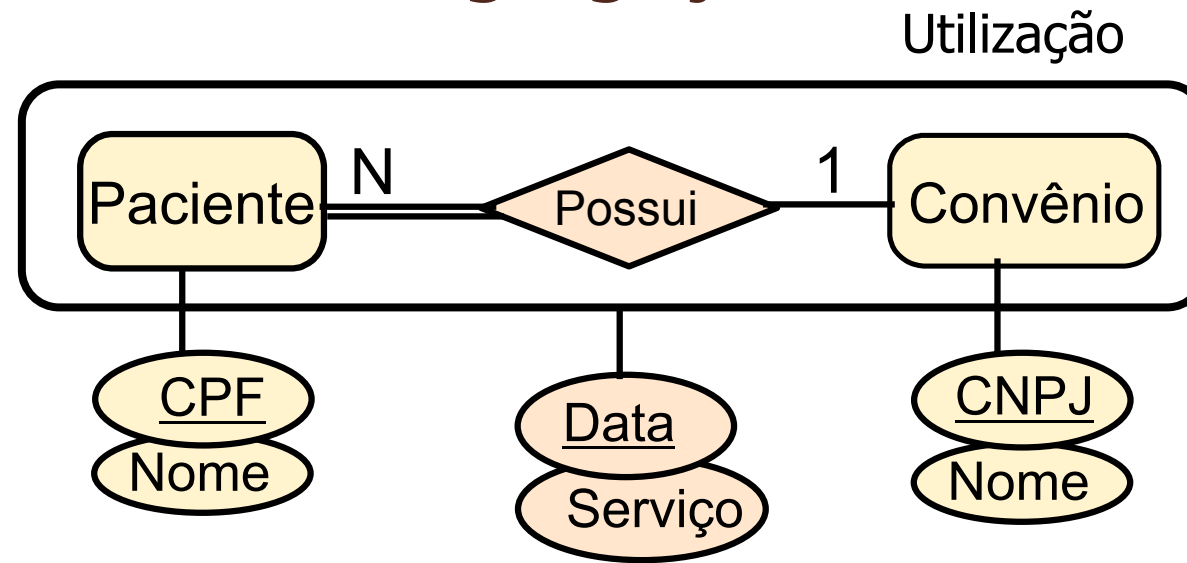 Utilização
Paciente N Possui 1 Convênio
CPF Data CNPJ
Nome Serviço Nome